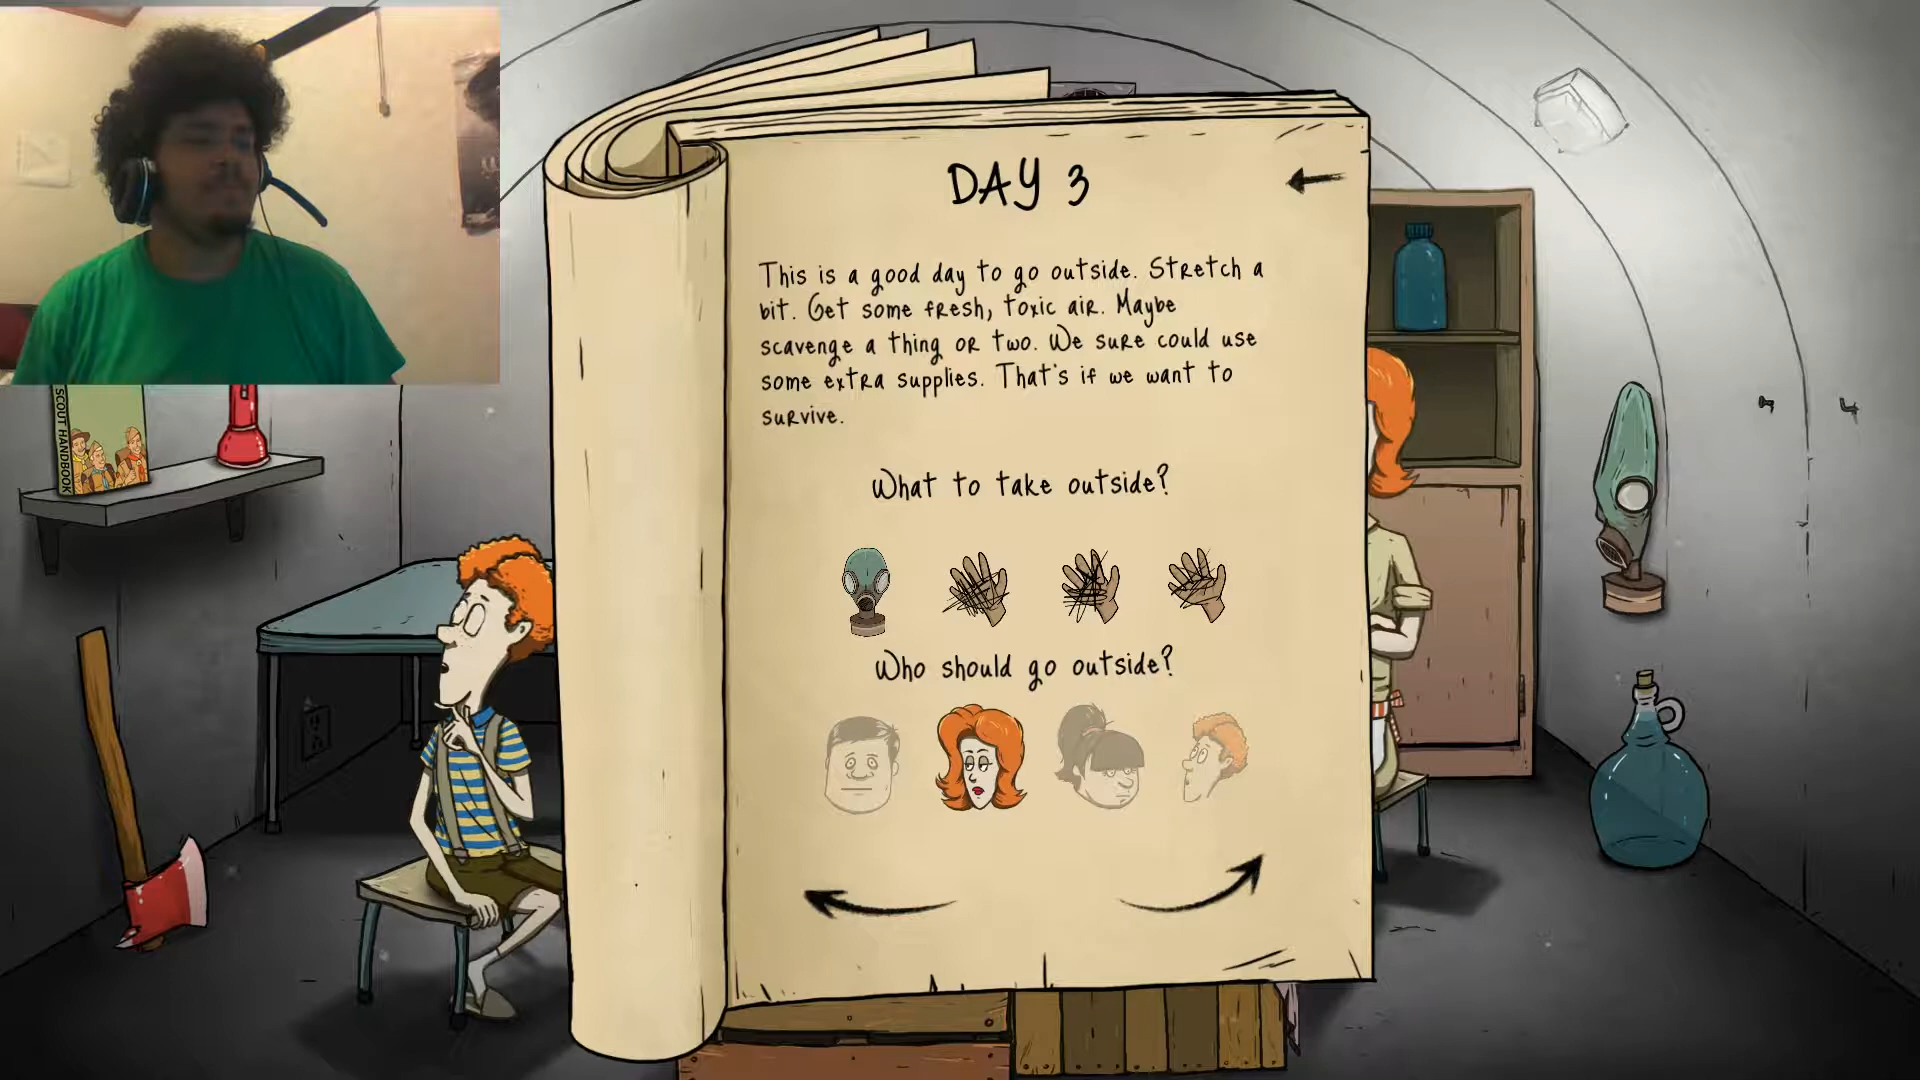 SCOUT HANDBOOK
DAY 3
This is a good day to go outside. Stretch a
bit. Get some fresh, toxic air. Maybe
scavenge a thing or two. We sure could use
some extra supplies. That's if we want to
survive.
What to take outside?
Who should go outside?